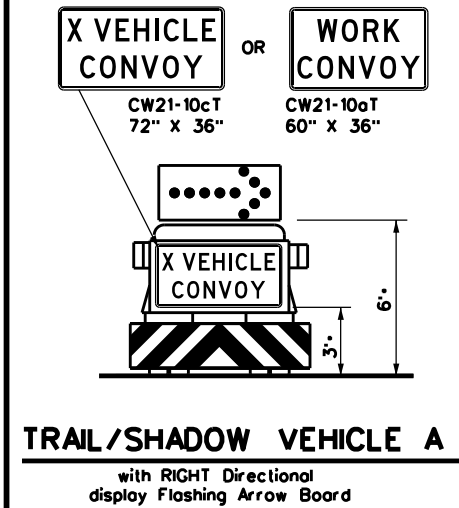 X VEHICLE
CONVOY
OR
WORK
CONVOY
CW21-10cT
72" X 36"
CW21-10aT
60" X 36"
X VEHICLE
CONVOY
6'±
3'±
TRAIL/SHADOW VEHICLE A
with RIGHT Directional
display Flashing Arrow Board